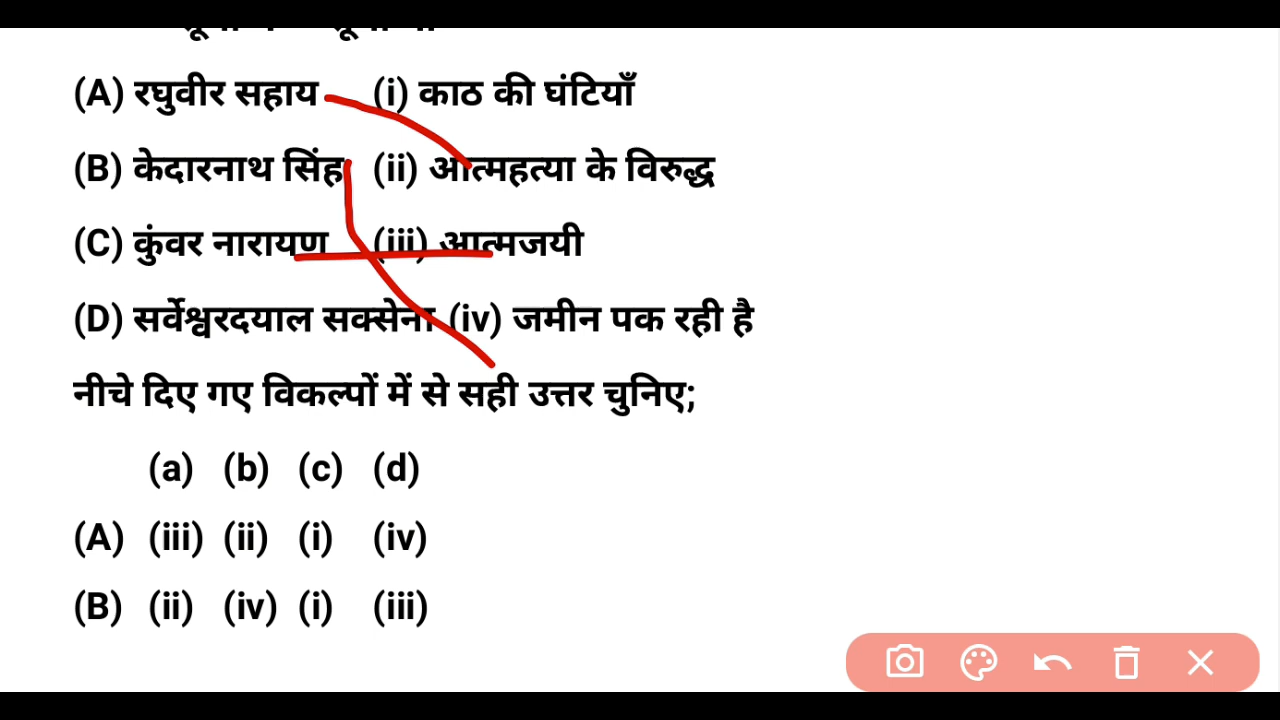 (A) रघुवीर सहाय (i) काठ की घंटियाँ
(B) केदारनाथ सिंह (ii) आत्महत्या के विरुद्ध
(C) कुंवर नारायण (iii) आत्मजयी
(D) सर्वेश्वरदयाल सक्सेना (iv) जमीन पक रही है
नीचे दिए गए विकल्पों में से सही उत्तर चुनिए;
(a) (b) (c) (d)
(A) (iii) (ii) (i) (iv)
(B) (ii) (iv) (i) (iii)